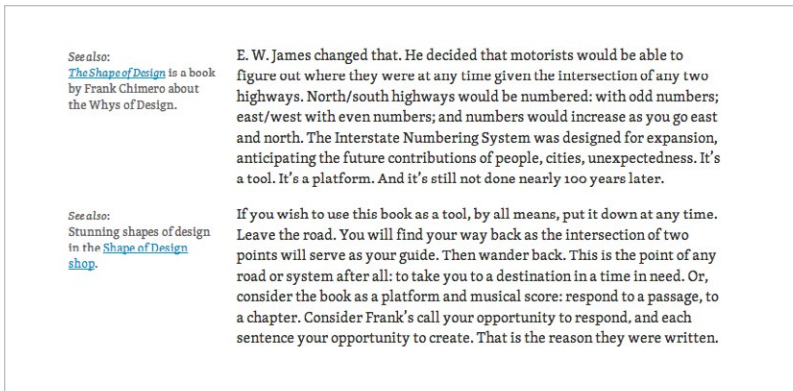 See also:
The Shape of Design is a book
by Frank Chimero about
the Whys of Design.
E. W. James changed that. He decided that motorists would be able to
figure out where they were at any time given the intersection of any two
highways. North/south highways would be numbered: with odd numbers;
east/west with even numbers; and numbers would increase as you go east
and north. The Interstate Numbering System was designed for expansion,
anticipating the future contributions of people, cities, unexpectedness. It’s
a tool. It’s a platform. And it’s still not done nearly 100 years later.
See also:
Stunning shapes of design
in the Shape of Design
shop.
If you wish to use this book as a tool, by all means, put it down at any time.
Leave the road. You will find your way back as the intersection of two
points will serve as your guide. Then wander back. This is the point of any
road or system after all: to take you to a destination in a time in need. Or,
consider the book as a platform and musical score: respond to a passage, to
a chapter. Consider Frank’s call your opportunity to respond, and each
sentence your opportunity to create. That is the reason they were written.